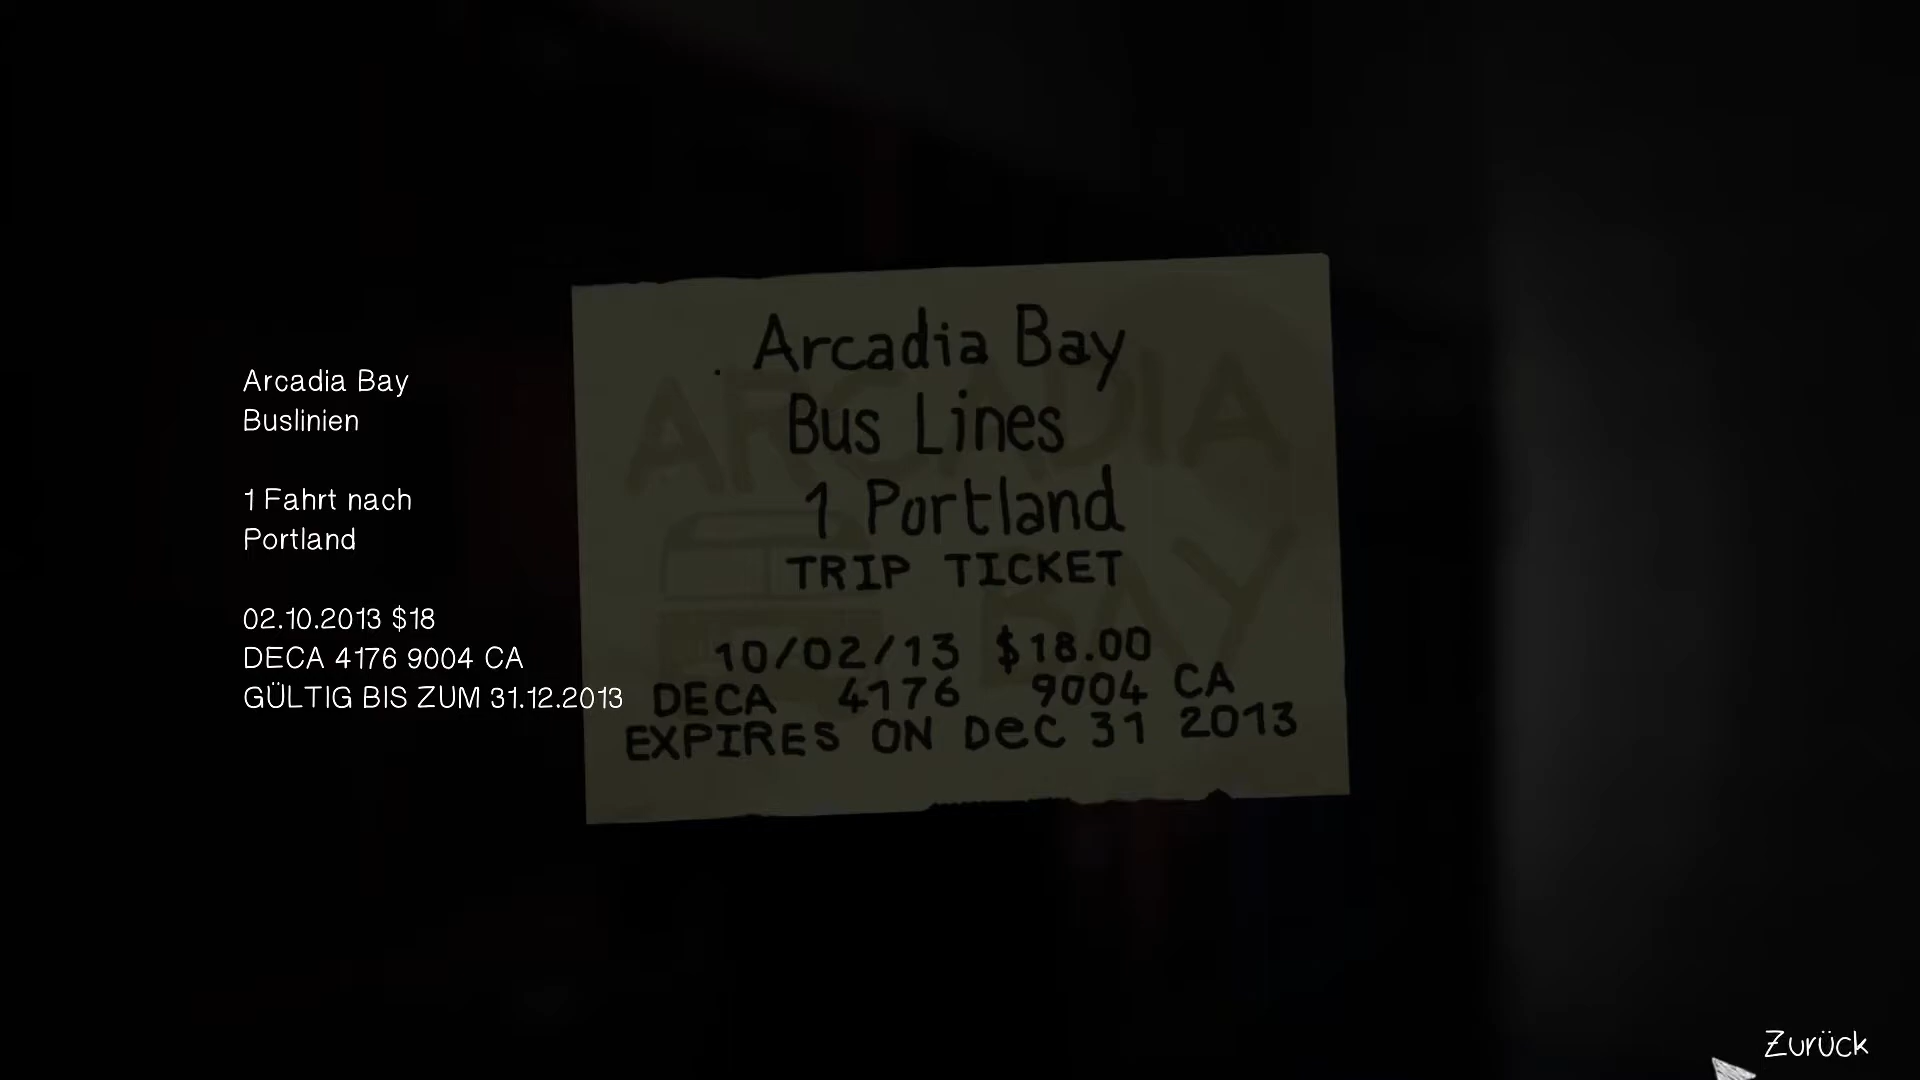 Arcadia Bay
Buslinien
1 Fahrt nach
Portland
02.10.2013 $18
DECA 4176 9004 CA
GÜLTIG BIS ZUM 31.12.2013
ARCADIA
BAY
Arcadia Bay
Bus Lines
1 Portland
TRIP TICKET
10/02/13 $18.00
DECA 4176 9004 CA
EXPIRES ON DeC 31 2013
Zurück